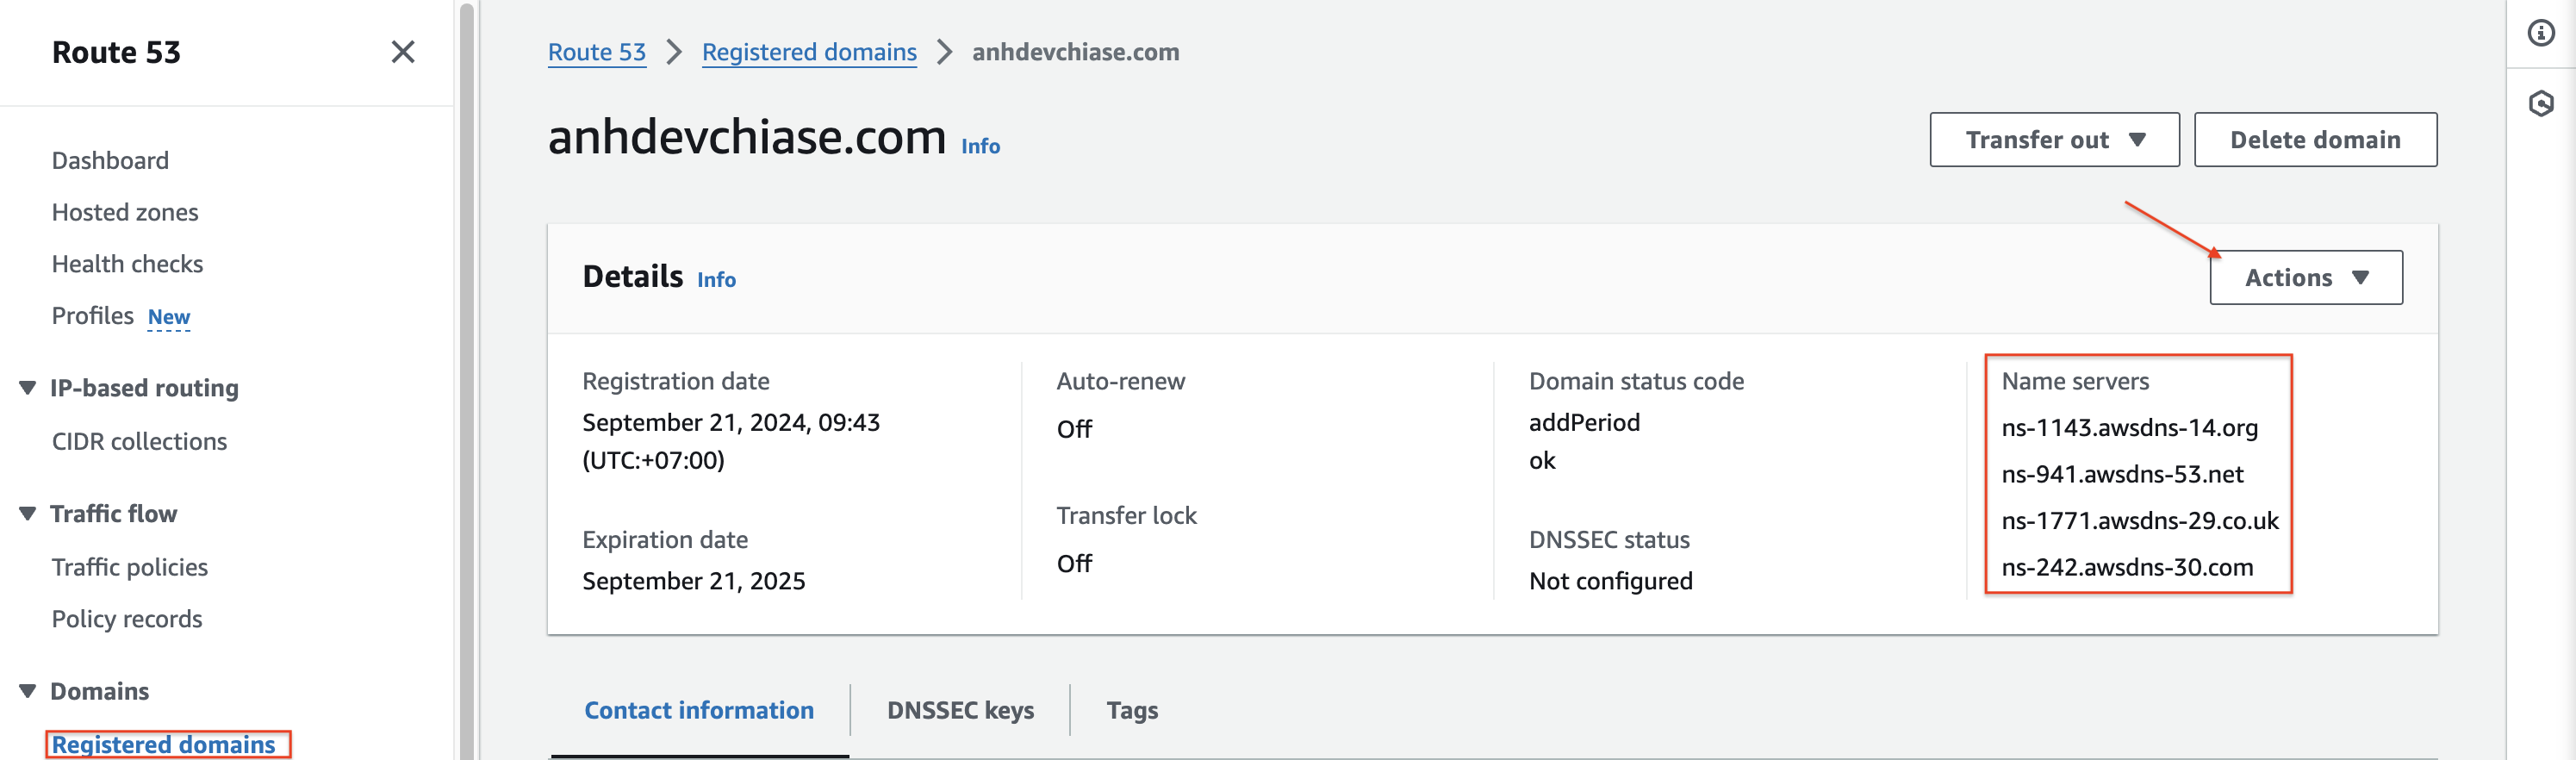 Route 53
Dashboard
Hosted zones
Health checks
Profiles New
IP-based routing
CIDR collections
Traffic flow
Traffic policies
Policy records
Domains
Registered domains
Route 53 > Registered domains > anhdevchiase.com
anhdevchiase.com Info
Transfer out
Delete domain
Details Info
Actions
Registration date
September 21, 2024, 09:43
(UTC:+07:00)
Expiration date
September 21, 2025
Auto-renew
Off
Transfer lock
Off
Domain status code
addPeriod
ok
DNSSEC status
Not configured
Name servers
ns-1143.awsdns-14.org
ns-941.awsdns-53.net
ns-1771.awsdns-29.co.uk
ns-242.awsdns-30.com
Contact information
DNSSEC keys
Tags